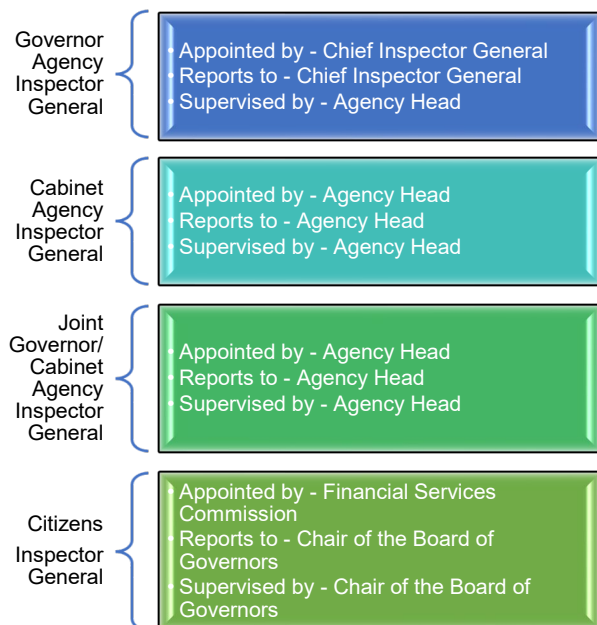 Governor
Agency
Inspector
General
• Appointed by - Chief Inspector General
• Reports to - Chief Inspector General
• Supervised by - Agency Head
Cabinet
Agency
Inspector
General
• Appointed by - Agency Head
• Reports to - Agency Head
• Supervised by - Agency Head
Joint
Governor/
Cabinet
Agency
Inspector
General
• Appointed by - Agency Head
• Reports to - Agency Head
• Supervised by - Agency Head
Citizens
Inspector
General
• Appointed by - Financial Services
Commission
• Reports to - Chair of the Board of
Governors
• Supervised by - Chair of the Board of
Governors